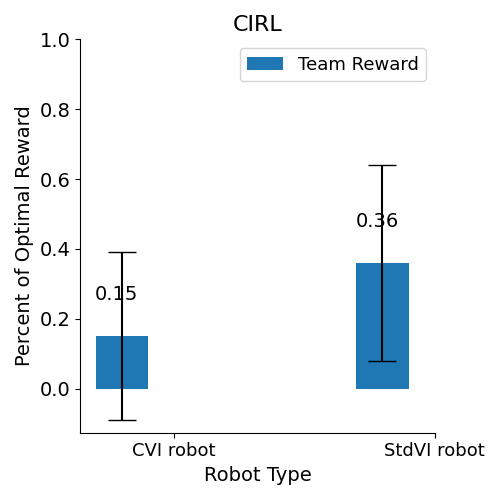 CIRL
Percent of Optimal Reward
1.0
0.8
0.6
0.4
0.2
0.0
Team Reward
0.15
0.36
CVI robot
StdVI robot
Robot Type